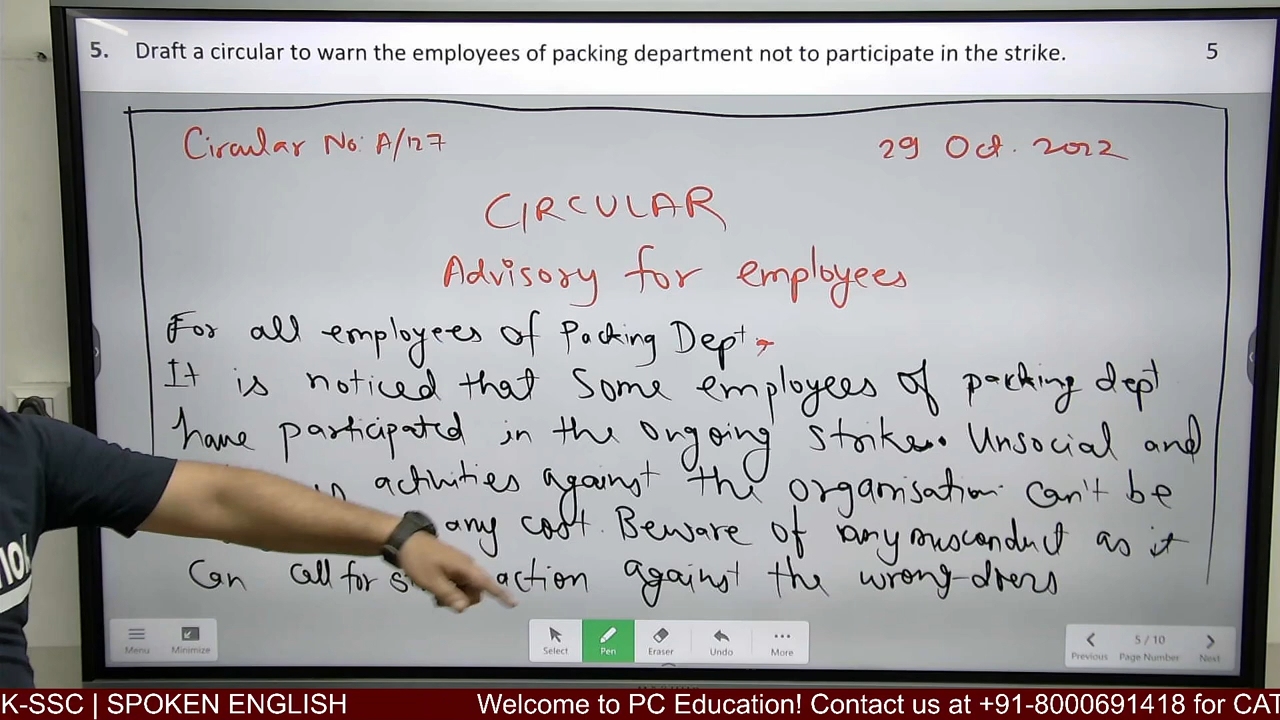 5. Draft a circular to warn the employees of packing department not to participate in the strike. 5
Circular No: A/127 29 Oct. 2022
CIRCULAR
Advisory for employees
For all employees of Packing Dept,
It is noticed that Some employees of packing dept
have participated in the ongoing strike. Unsocial and
activities against the organisation can't be
any cost. Beware of any misconduct as it
Can Call for action against the wrong-doers
Menu Minimize Select Pen Eraser Undo More Previous 5 / 10 Page Number Next
K-SSC | SPOKEN ENGLISH Welcome to PC Education! Contact us at +91-8000691418 for CAT